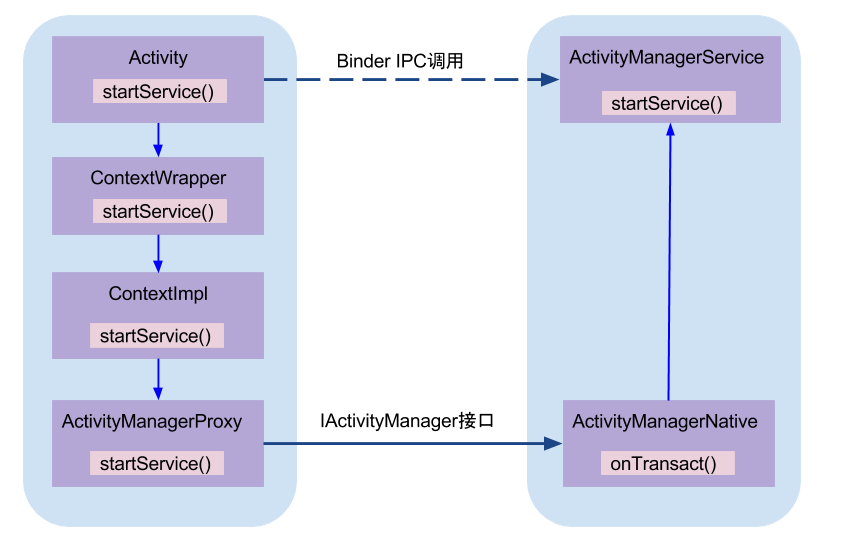 Activity
startService()
ContextWrapper
startService()
ContextImpl
startService()
ActivityManagerProxy
startService()
Binder IPC调用
IActivityManager接口
ActivityManagerService
startService()
ActivityManagerNative
onTransact()